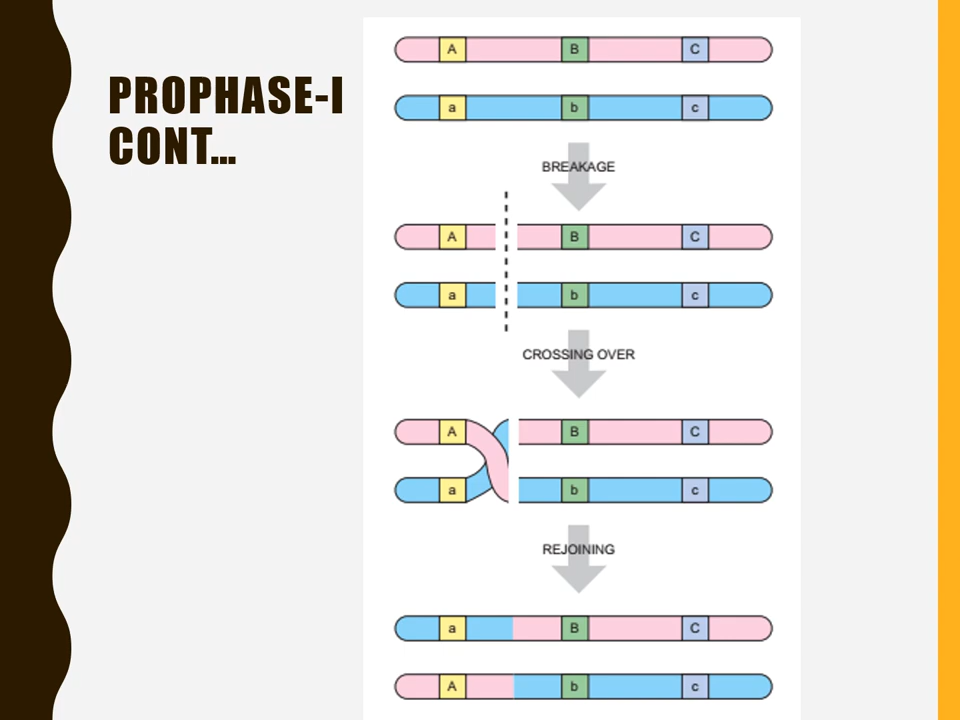 PROPHASE-I
CONT...
A B C
a b c
BREAKAGE
A B C
a b c
CROSSING OVER
A B C
a b c
REJOINING
a B C
A b c